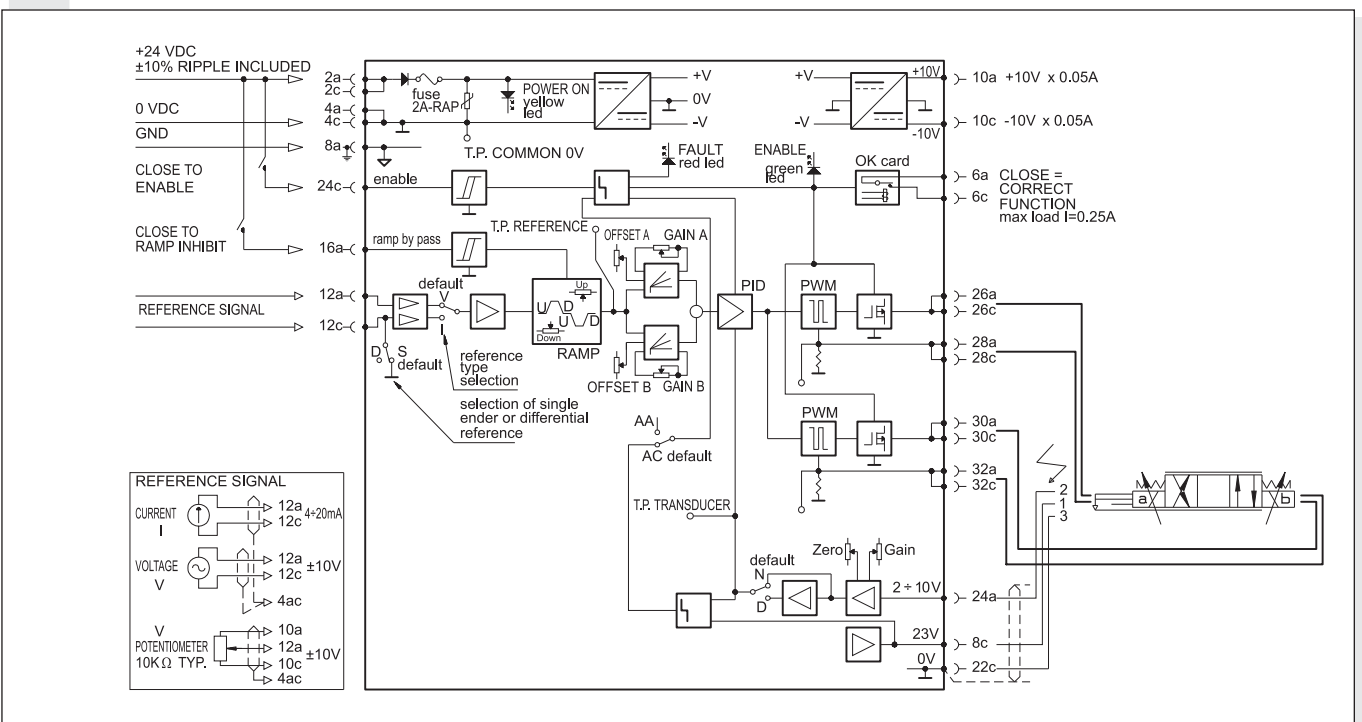 +24 VDC
±10% RIPPLE INCLUDED
0 VDC
GND
CLOSE TO
ENABLE
CLOSE TO
RAMP INHIBIT
REFERENCE SIGNAL
2a
2c
4a
4c
8a
24c
16a
12a
12c
fuse
2A-RAP
POWER ON
yellow
led
+V
0V
-V
T.P. COMMON 0V
+V
-V
+10V
-10V
10a +10V x 0.05A
10c -10V x 0.05A
enable
FAULT
red led
ENABLE
green
led
OK card
6a CLOSE =
6c CORRECT
FUNCTION
max load I=0.25A
ramp by pass
T.P. REFERENCE
OFFSET A
GAIN A
default
V
I
D
S
default
Up
U
D
U
D
Down
RAMP
reference
type
selection
selection of single
ender or differential
reference
OFFSET B
GAIN B
PID
PWM
26a
26c
28a
28c
PWM
30a
30c
32a
32c
AA
AC default
T.P. TRANSDUCER
2
1
3
a
b
default
N
D
Zero
Gain
2 ÷ 10V
24a
23V
8c
0V
22c
REFERENCE SIGNAL
CURRENT
I
12a
12c
4÷20mA
VOLTAGE
V
12a
12c
±10V
4ac
V
POTENTIOMETER
10KΩ TYP.
10a
12a
10c
±10V
4ac